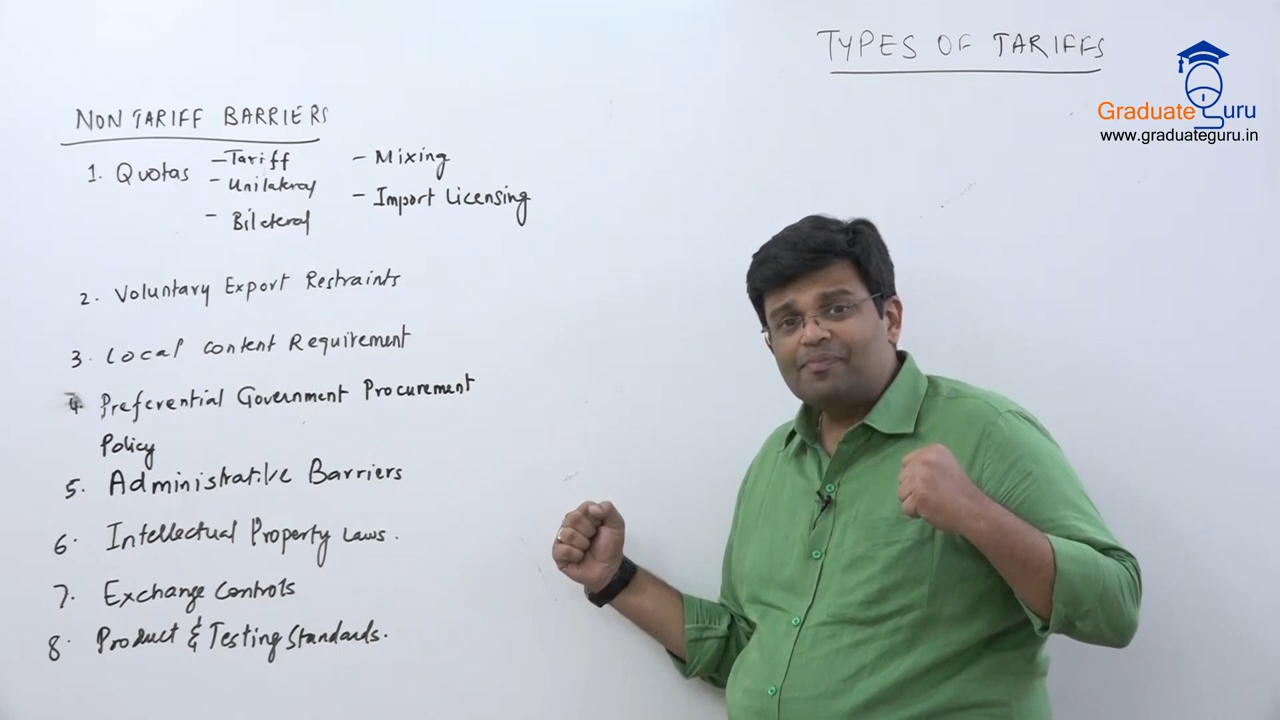 TYPES OF TARIFFS
Graduate Guru
www.graduateguru.in
NON TARIFF BARRIERS
1. Quotas – Tariff – Mixing
– Unilateral
– Import Licensing
– Bilateral
2. Voluntary Export Restraints
3. Local Content Requirement
4. Preferential Government Procurement
Policy
5. Administrative Barriers
6. Intellectual Property Laws.
7. Exchange Controls
8. Product & Testing Standards.